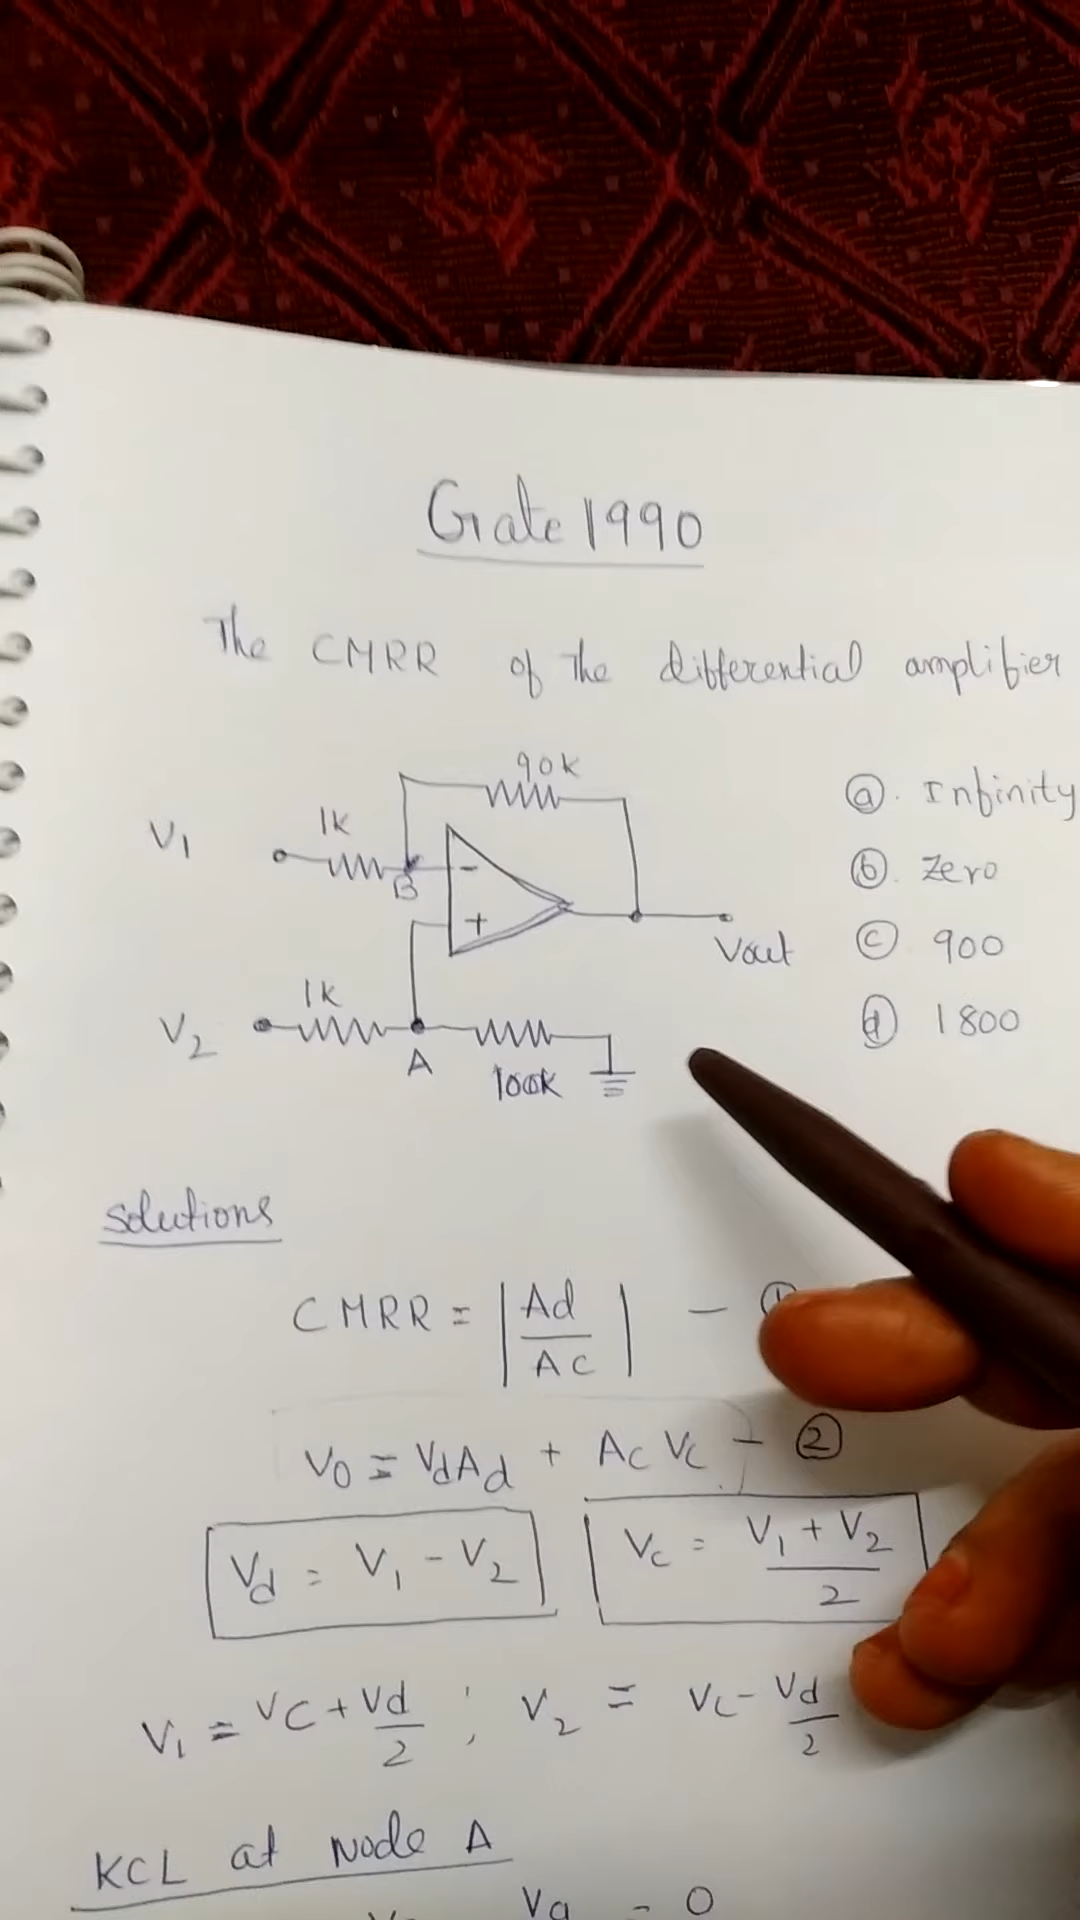 Gate 1990
The CMRR of the differential amplifier
90k
1k
V1
B
-
+
Vout
1k
V2
A
100k
ⓐ. Infinity
ⓑ. Zero
ⓒ 900
ⓓ 1800
Solutions
CMRR = |Ad/Ac| - ①
V0 = VdAd + AcVc - ②
Vd = V1 - V2
Vc = (V1 + V2)/2
V1 = Vc + Vd/2 ; V2 = Vc - Vd/2
KCL at Node A
Va - 0